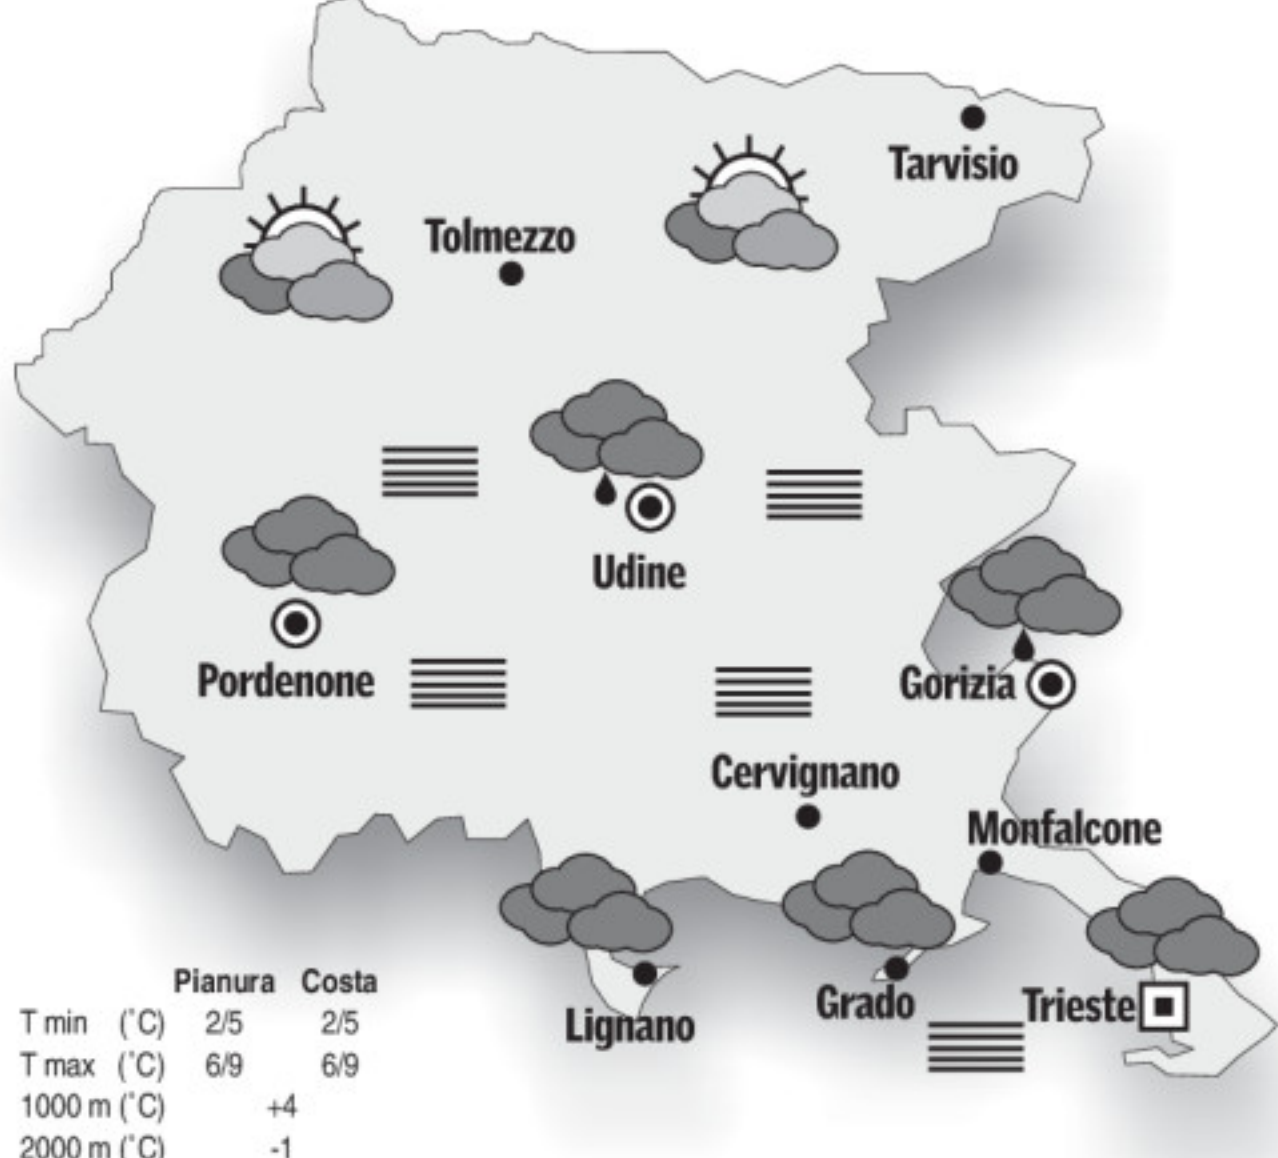 Tarvisio
Tolmezzo
Udine
Pordenone
Gorizia
Cervignano
Monfalcone
Lignano
Grado
Trieste
Pianura Costa
T min (°C) 2/5 2/5
T max (°C) 6/9 6/9
1000 m (°C) +4
2000 m (°C) -1